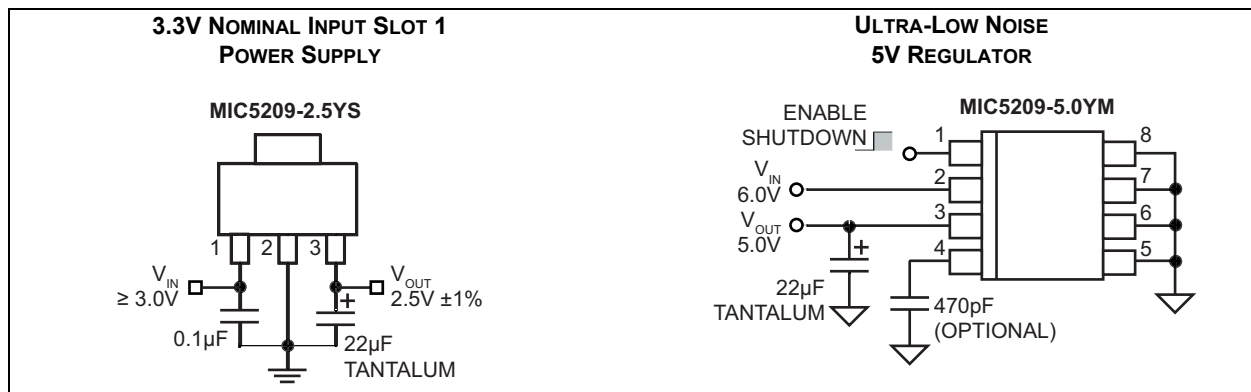 3.3V NOMINAL INPUT SLOT 1
POWER SUPPLY
MIC5209-2.5YS
1
2
3
VIN
≥ 3.0V
VOUT
2.5V ±1%
+
0.1µF
22µF
TANTALUM
ULTRA-LOW NOISE
5V REGULATOR
MIC5209-5.0YM
ENABLE
SHUTDOWN
1
8
VIN
6.0V
2
7
VOUT
5.0V
3
6
4
5
+
22µF
TANTALUM
470pF
(OPTIONAL)